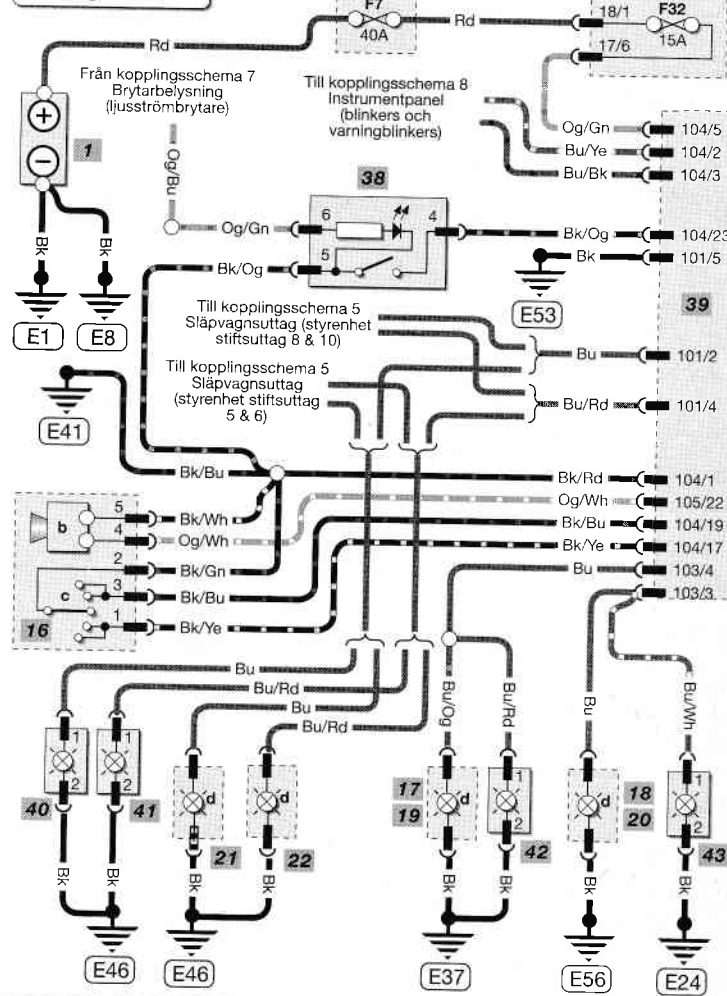 F7
40A
Rd
18/1
F32
15A
17/6
Rd
Från kopplingsschema 7
Brytarbelysning
(ljusströmbrytare)
Till kopplingsschema 8
Instrumentpanel
(blinkers och
varningblinkers)
1
Og/Bu
Og/Gn
104/5
Bu/Ye
104/2
Bu/Bk
104/3
38
Og/Gn
6
4
5
Bk/Og
Bk/Og
104/23
Bk
101/5
Bk
Bk
E53
39
E1
E8
Till kopplingsschema 5
Släpvagnsuttag (styrenhet
stiftsuttag 8 & 10)
Bu
101/2
Till kopplingsschema 5
Släpvagnsuttag
(styrenhet stiftsuttag
5 & 6)
Bu/Rd
101/4
E41
Bk/Bu
Bk/Rd
104/1
Og/Wh
105/22
b
5
Bk/Wh
4
Og/Wh
Bk/Bu
104/19
Bk/Ye
104/17
2
Bk/Gn
Bu
103/4
c
3
Bk/Bu
103/3
16
1
Bk/Ye
Bu
Bu/Rd
Bu
Bu/Rd
Bu/Og
Bu/Rd
Bu
Bu/Wh
1
2
1
2
d
d
d
1
2
d
1
2
40
41
21
22
17
19
42
18
20
43
Bk
Bk
Bk
Bk
Bk
Bk
Bk
Bk
E46
E46
E37
E56
E24